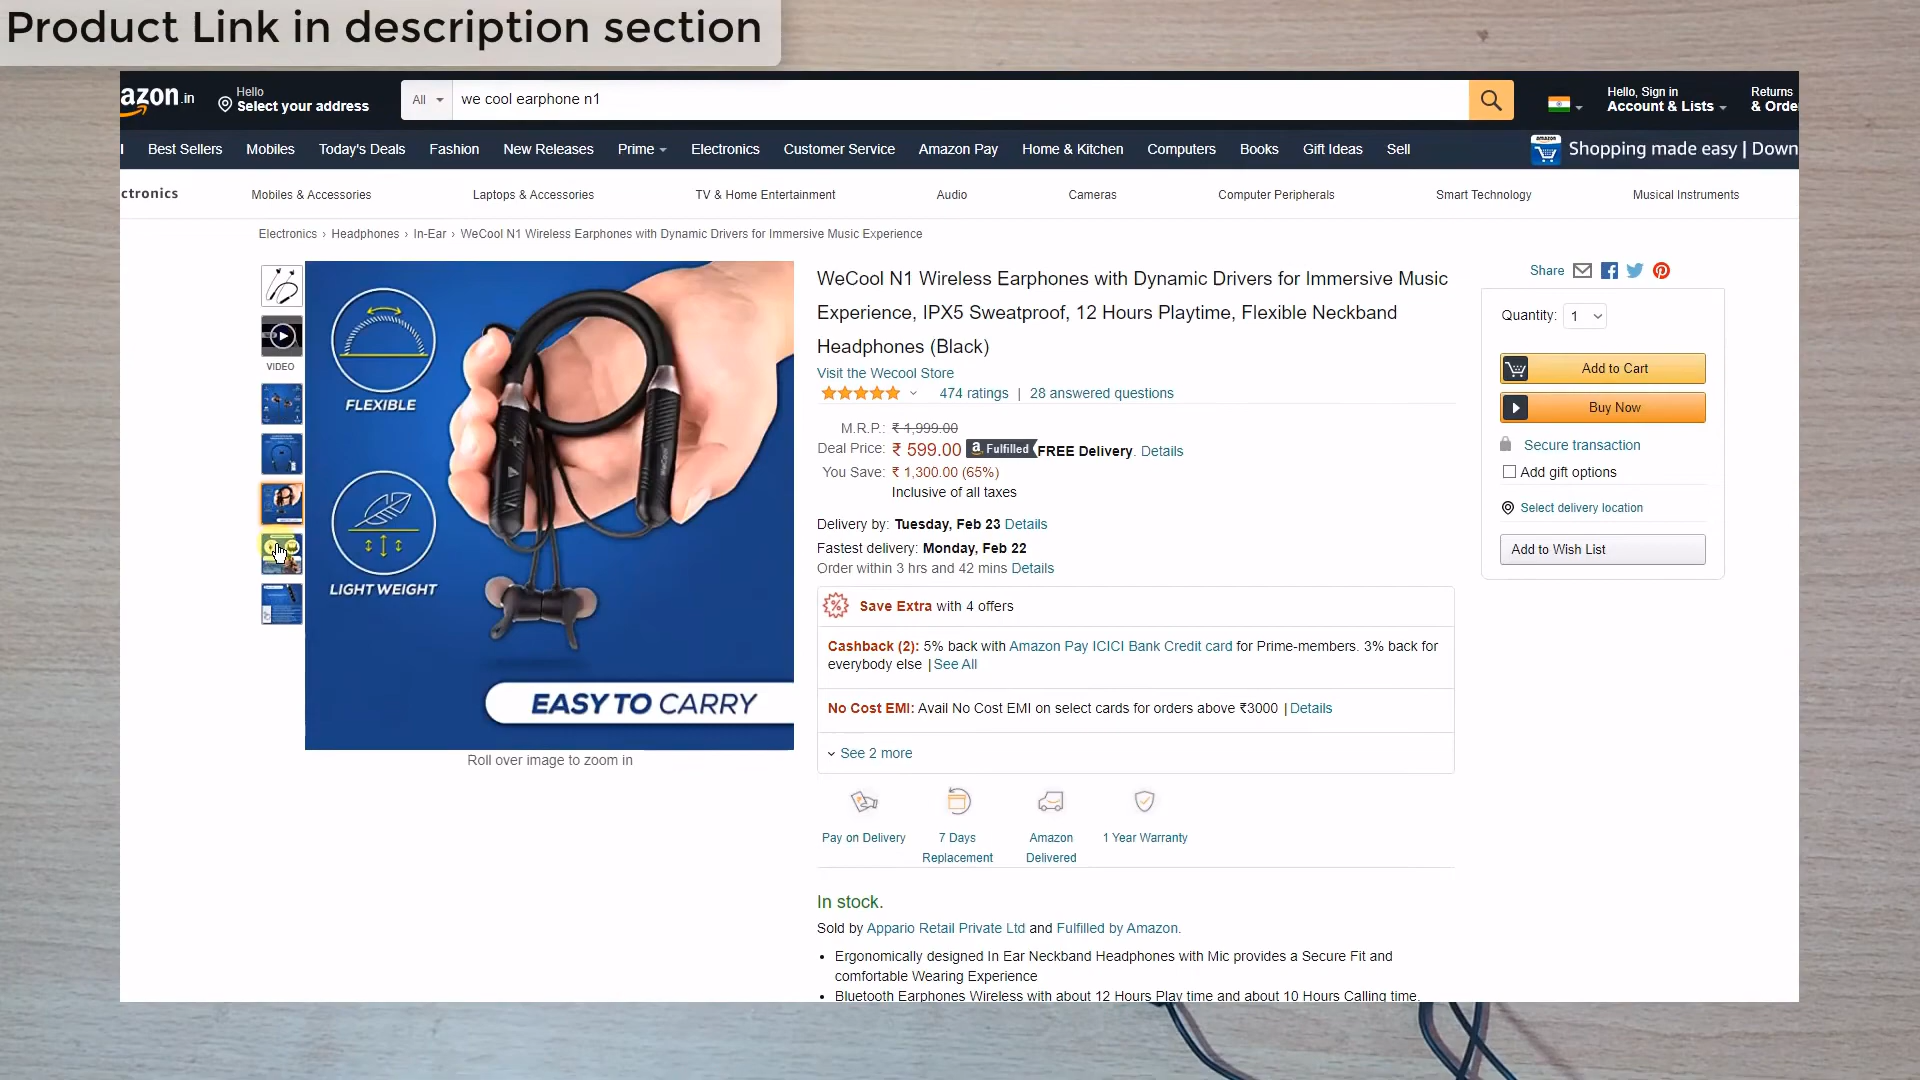 Product Link in description section
azon.in
Hello
Select your address
All
we cool earphone n1
Hello, Sign in
Account & Lists
Returns
& Orde
Best Sellers
Mobiles
Today's Deals
Fashion
New Releases
Prime
Electronics
Customer Service
Amazon Pay
Home & Kitchen
Computers
Books
Gift Ideas
Sell
Shopping made easy | Down
ctronics
Mobiles & Accessories
Laptops & Accessories
TV & Home Entertainment
Audio
Cameras
Computer Peripherals
Smart Technology
Musical Instruments
Electronics › Headphones › In-Ear › WeCool N1 Wireless Earphones with Dynamic Drivers for Immersive Music Experience
VIDEO
FLEXIBLE
LIGHT WEIGHT
WeCool
EASY TO CARRY
Roll over image to zoom in
WeCool N1 Wireless Earphones with Dynamic Drivers for Immersive Music
Experience, IPX5 Sweatproof, 12 Hours Playtime, Flexible Neckband
Headphones (Black)
Visit the Wecool Store
474 ratings | 28 answered questions
M.R.P.: ₹ 1,999.00
Deal Price: ₹ 599.00 a Fulfilled FREE Delivery. Details
You Save: ₹ 1,300.00 (65%)
Inclusive of all taxes
Delivery by: Tuesday, Feb 23 Details
Fastest delivery: Monday, Feb 22
Order within 3 hrs and 42 mins Details
Save Extra with 4 offers
Cashback (2): 5% back with Amazon Pay ICICI Bank Credit card for Prime-members. 3% back for
everybody else | See All
No Cost EMI: Avail No Cost EMI on select cards for orders above ₹3000 | Details
See 2 more
Pay on Delivery
7 Days
Replacement
Amazon
Delivered
1 Year Warranty
In stock.
Sold by Appario Retail Private Ltd and Fulfilled by Amazon.
• Ergonomically designed In Ear Neckband Headphones with Mic provides a Secure Fit and
comfortable Wearing Experience
• Bluetooth Earphones Wireless with about 12 Hours Play time and about 10 Hours Calling time.
Share
Quantity: 1
Add to Cart
Buy Now
Secure transaction
Add gift options
Select delivery location
Add to Wish List